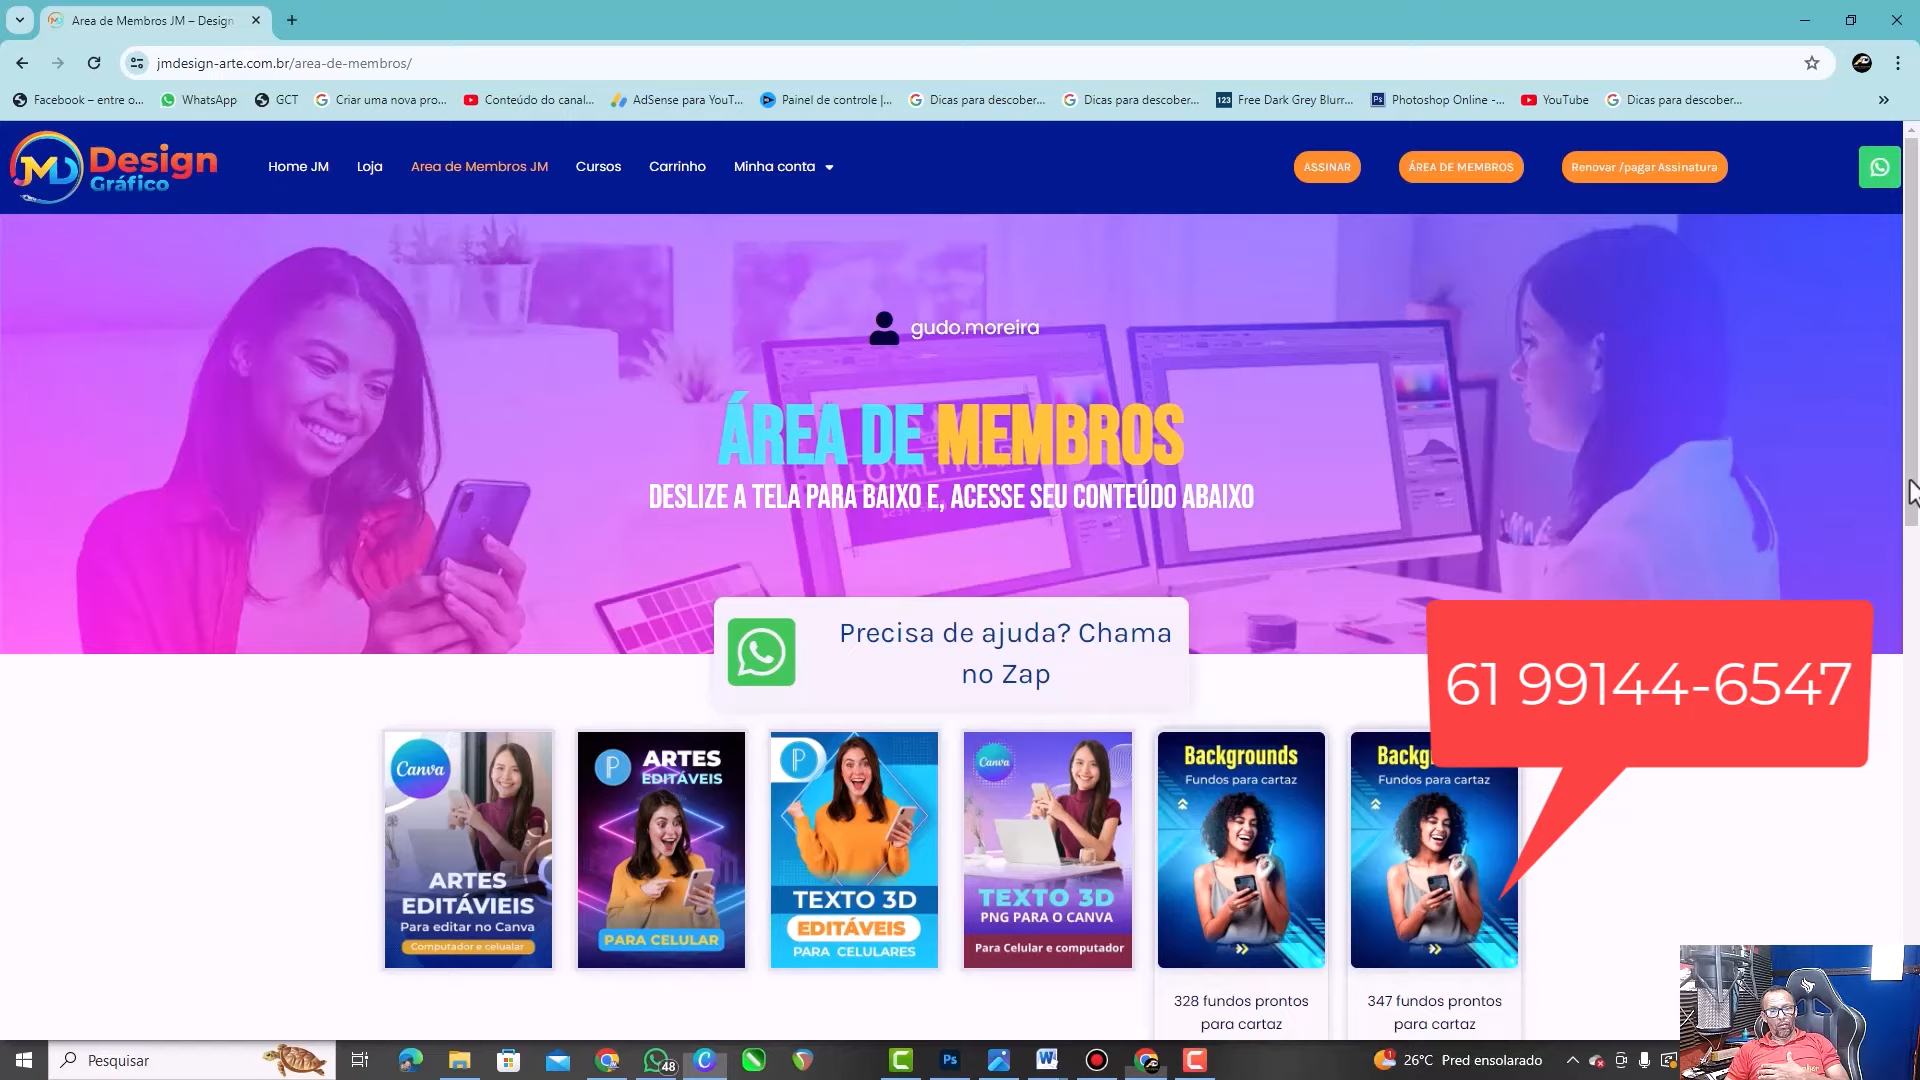 Area de Membros JM – Design
jmdesign-arte.com.br/area-de-membros/
Facebook – entre o...
WhatsApp
GCT
Criar uma nova pro...
Conteúdo do canal...
AdSense para YouT...
Painel de controle |...
Dicas para descober...
Dicas para descober...
123
Free Dark Grey Blurr...
Ps
Photoshop Online -...
YouTube
Dicas para descober...
JMD Design
Gráfico
Home JM
Loja
Area de Membros JM
Cursos
Carrinho
Minha conta
ASSINAR
ÁREA DE MEMBROS
Renovar /pagar Assinatura
gudo.moreira
ÁREA DE MEMBROS
DESLIZE A TELA PARA BAIXO E, ACESSE SEU CONTEÚDO ABAIXO
Precisa de ajuda? Chama
no Zap
61 99144-6547
Canva
ARTES
EDITÁVIEIS
Para editar no Canva
Computador e celualar
P
ARTES
EDITÁVEIS
PARA CELULAR
P
TEXTO 3D
EDITÁVEIS
PARA CELULARES
Canva
TEXTO 3D
PNG PARA O CANVA
Para Celular e computador
Backgrounds
Fundos para cartaz
328 fundos prontos
para cartaz
Backg
Fundos para cartaz
347 fundos prontos
para cartaz
Pesquisar
48
Ps
W
1
26°C Pred ensolarado